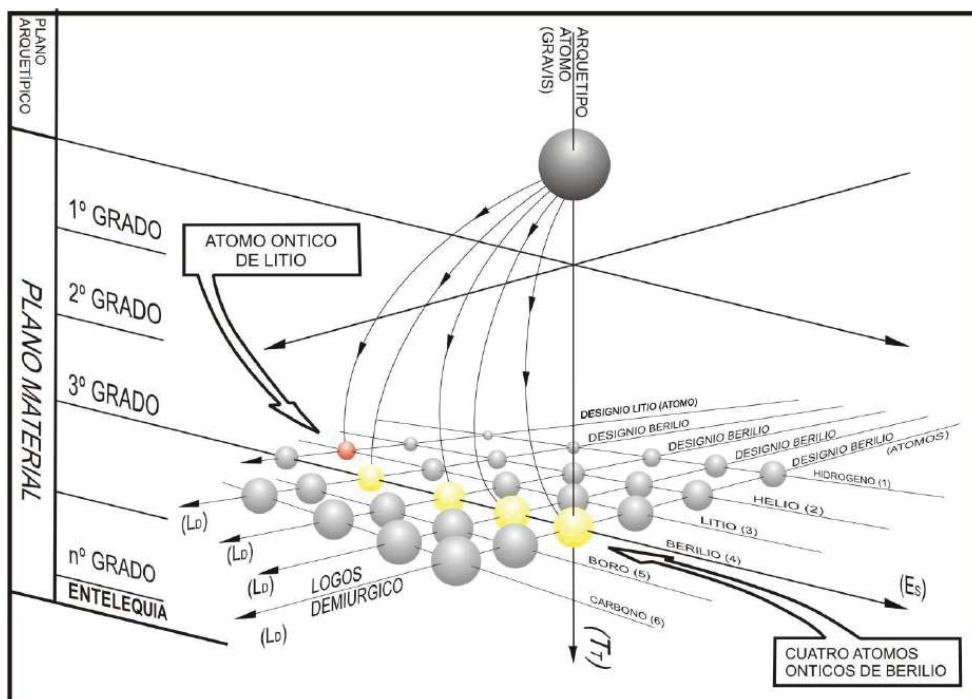 PLANO
ARQUETÍPICO
ARQUETIPO
ATOMO
(GRAVIS)
1º GRADO
ATOMO ONTICO
DE LITIO
2º GRADO
PLANO MATERIAL
3º GRADO
DESIGNIO LITIO (ATOMO)
DESIGNIO BERILIO
DESIGNIO BERILIO
DESIGNIO BERILIO
DESIGNIO BERILIO
(ATOMOS)
HIDROGENO (1)
HELIO (2)
LITIO (3)
BERILIO (4)
BORO (5)
CARBONO (6)
(LD)
(LD)
(LD)
(LD)
LOGOS
DEMIURGICO
nº GRADO
ENTELEQUIA
(ES)
(TT)
CUATRO ATOMOS
ONTICOS DE BERILIO